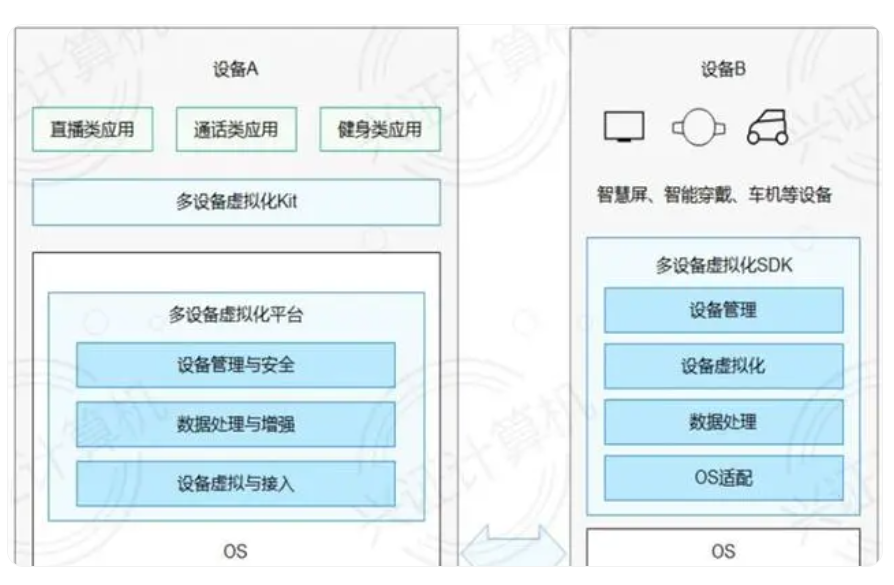 设备A
直播类应用
通话类应用
健身类应用
多设备虚拟化Kit
多设备虚拟化平台
设备管理与安全
数据处理与增强
设备虚拟与接入
OS
设备B
智慧屏、智能穿戴、车机等设备
多设备虚拟化SDK
设备管理
设备虚拟化
数据处理
OS适配
OS
兴证计算机